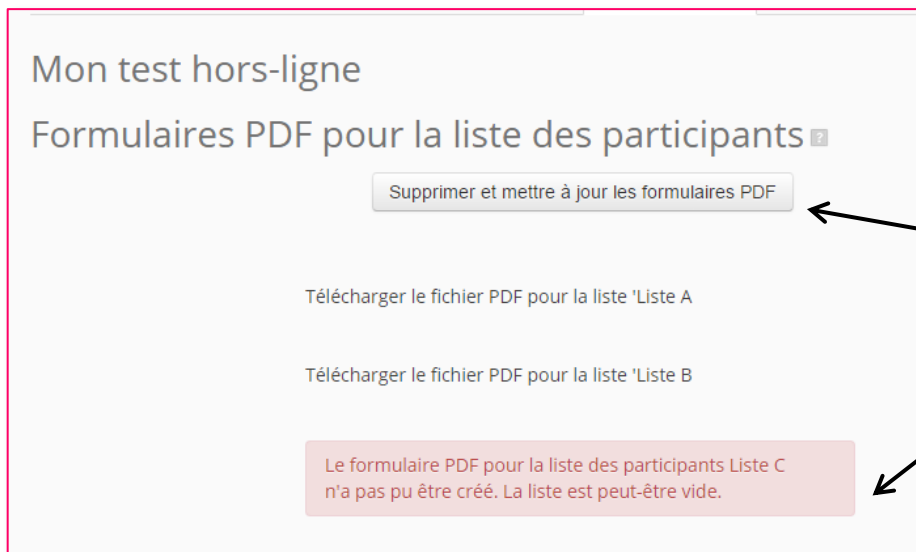 Mon test hors-ligne
Formulaires PDF pour la liste des participants ?
Supprimer et mettre à jour les formulaires PDF
Télécharger le fichier PDF pour la liste 'Liste A
Télécharger le fichier PDF pour la liste 'Liste B
Le formulaire PDF pour la liste des participants Liste C
n'a pas pu être créé. La liste est peut-être vide.